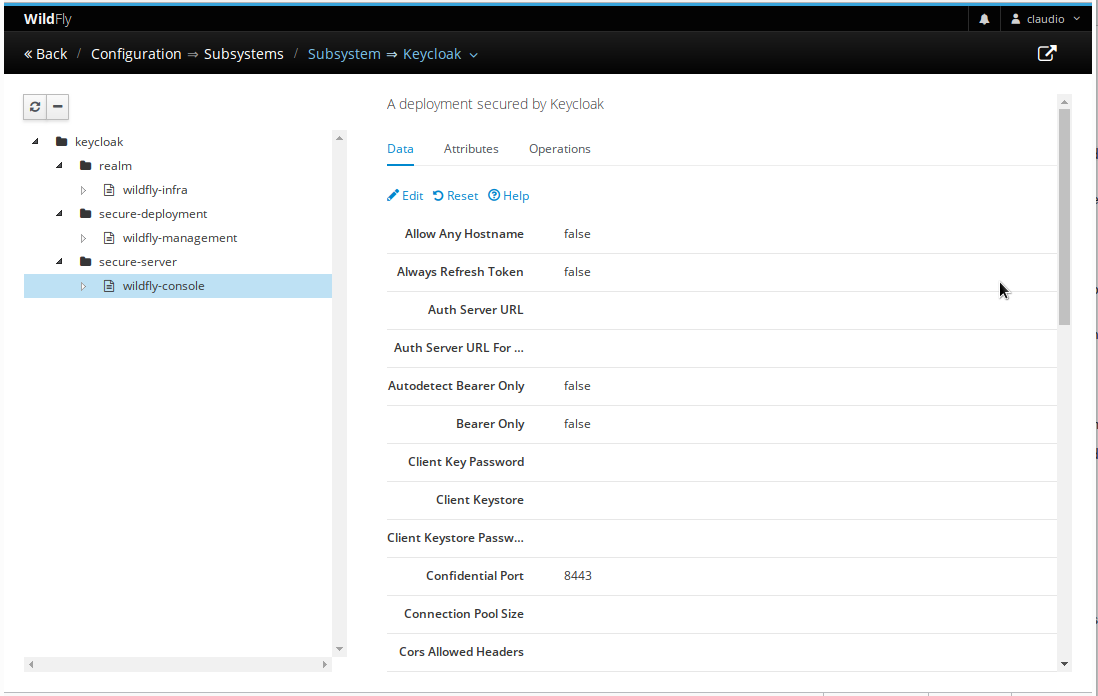 WildFly
claudio
« Back / Configuration ⇒ Subsystems / Subsystem ⇒ Keycloak
A deployment secured by Keycloak
keycloak
realm
wildfly-infra
secure-deployment
wildfly-management
secure-server
wildfly-console
Data Attributes Operations
Edit Reset Help
Allow Any Hostname false
Always Refresh Token false
Auth Server URL
Auth Server URL For ...
Autodetect Bearer Only false
Bearer Only false
Client Key Password
Client Keystore
Client Keystore Passw...
Confidential Port 8443
Connection Pool Size
Cors Allowed Headers